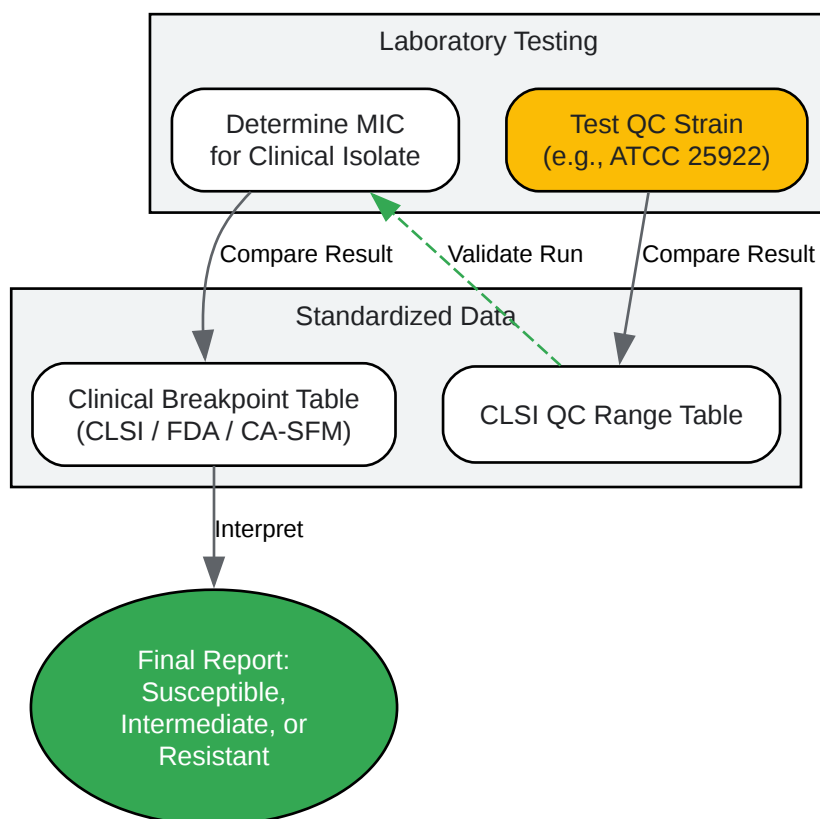 Laboratory Testing
Determine MIC
for Clinical Isolate
Test QC Strain
(e.g., ATCC 25922)
Compare Result
Validate Run
Compare Result
Standardized Data
Clinical Breakpoint Table
(CLSI / FDA / CA-SFM)
CLSI QC Range Table
Interpret
Final Report:
Susceptible,
Intermediate, or
Resistant